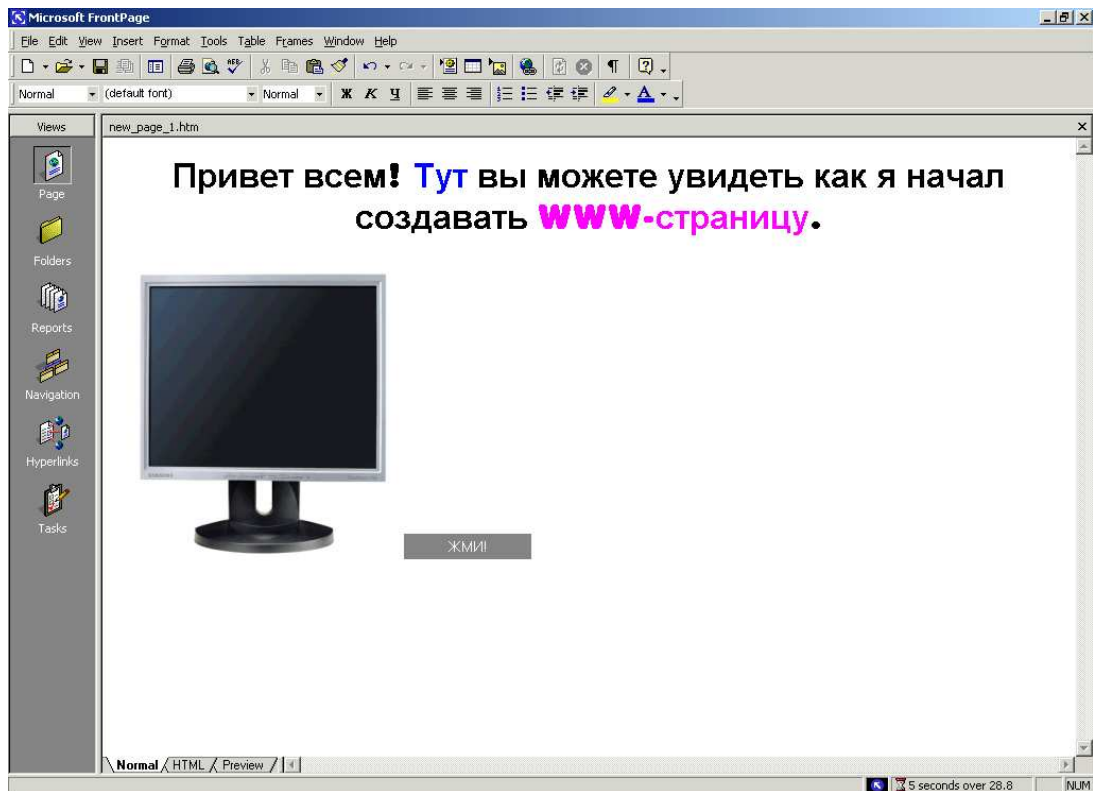 Microsoft FrontPage
File Edit View Insert Format Tools Table Frames Window Help
Normal (default font) Normal Ж К Ч
Views new_page_1.htm
Page
Folders
Reports
Navigation
Hyperlinks
Tasks
Привет всем! Тут вы можете увидеть как я начал
создавать WWW-страницу.
SAMSUNG
ЖМИ!
Normal HTML Preview
5 seconds over 28.8 NUM